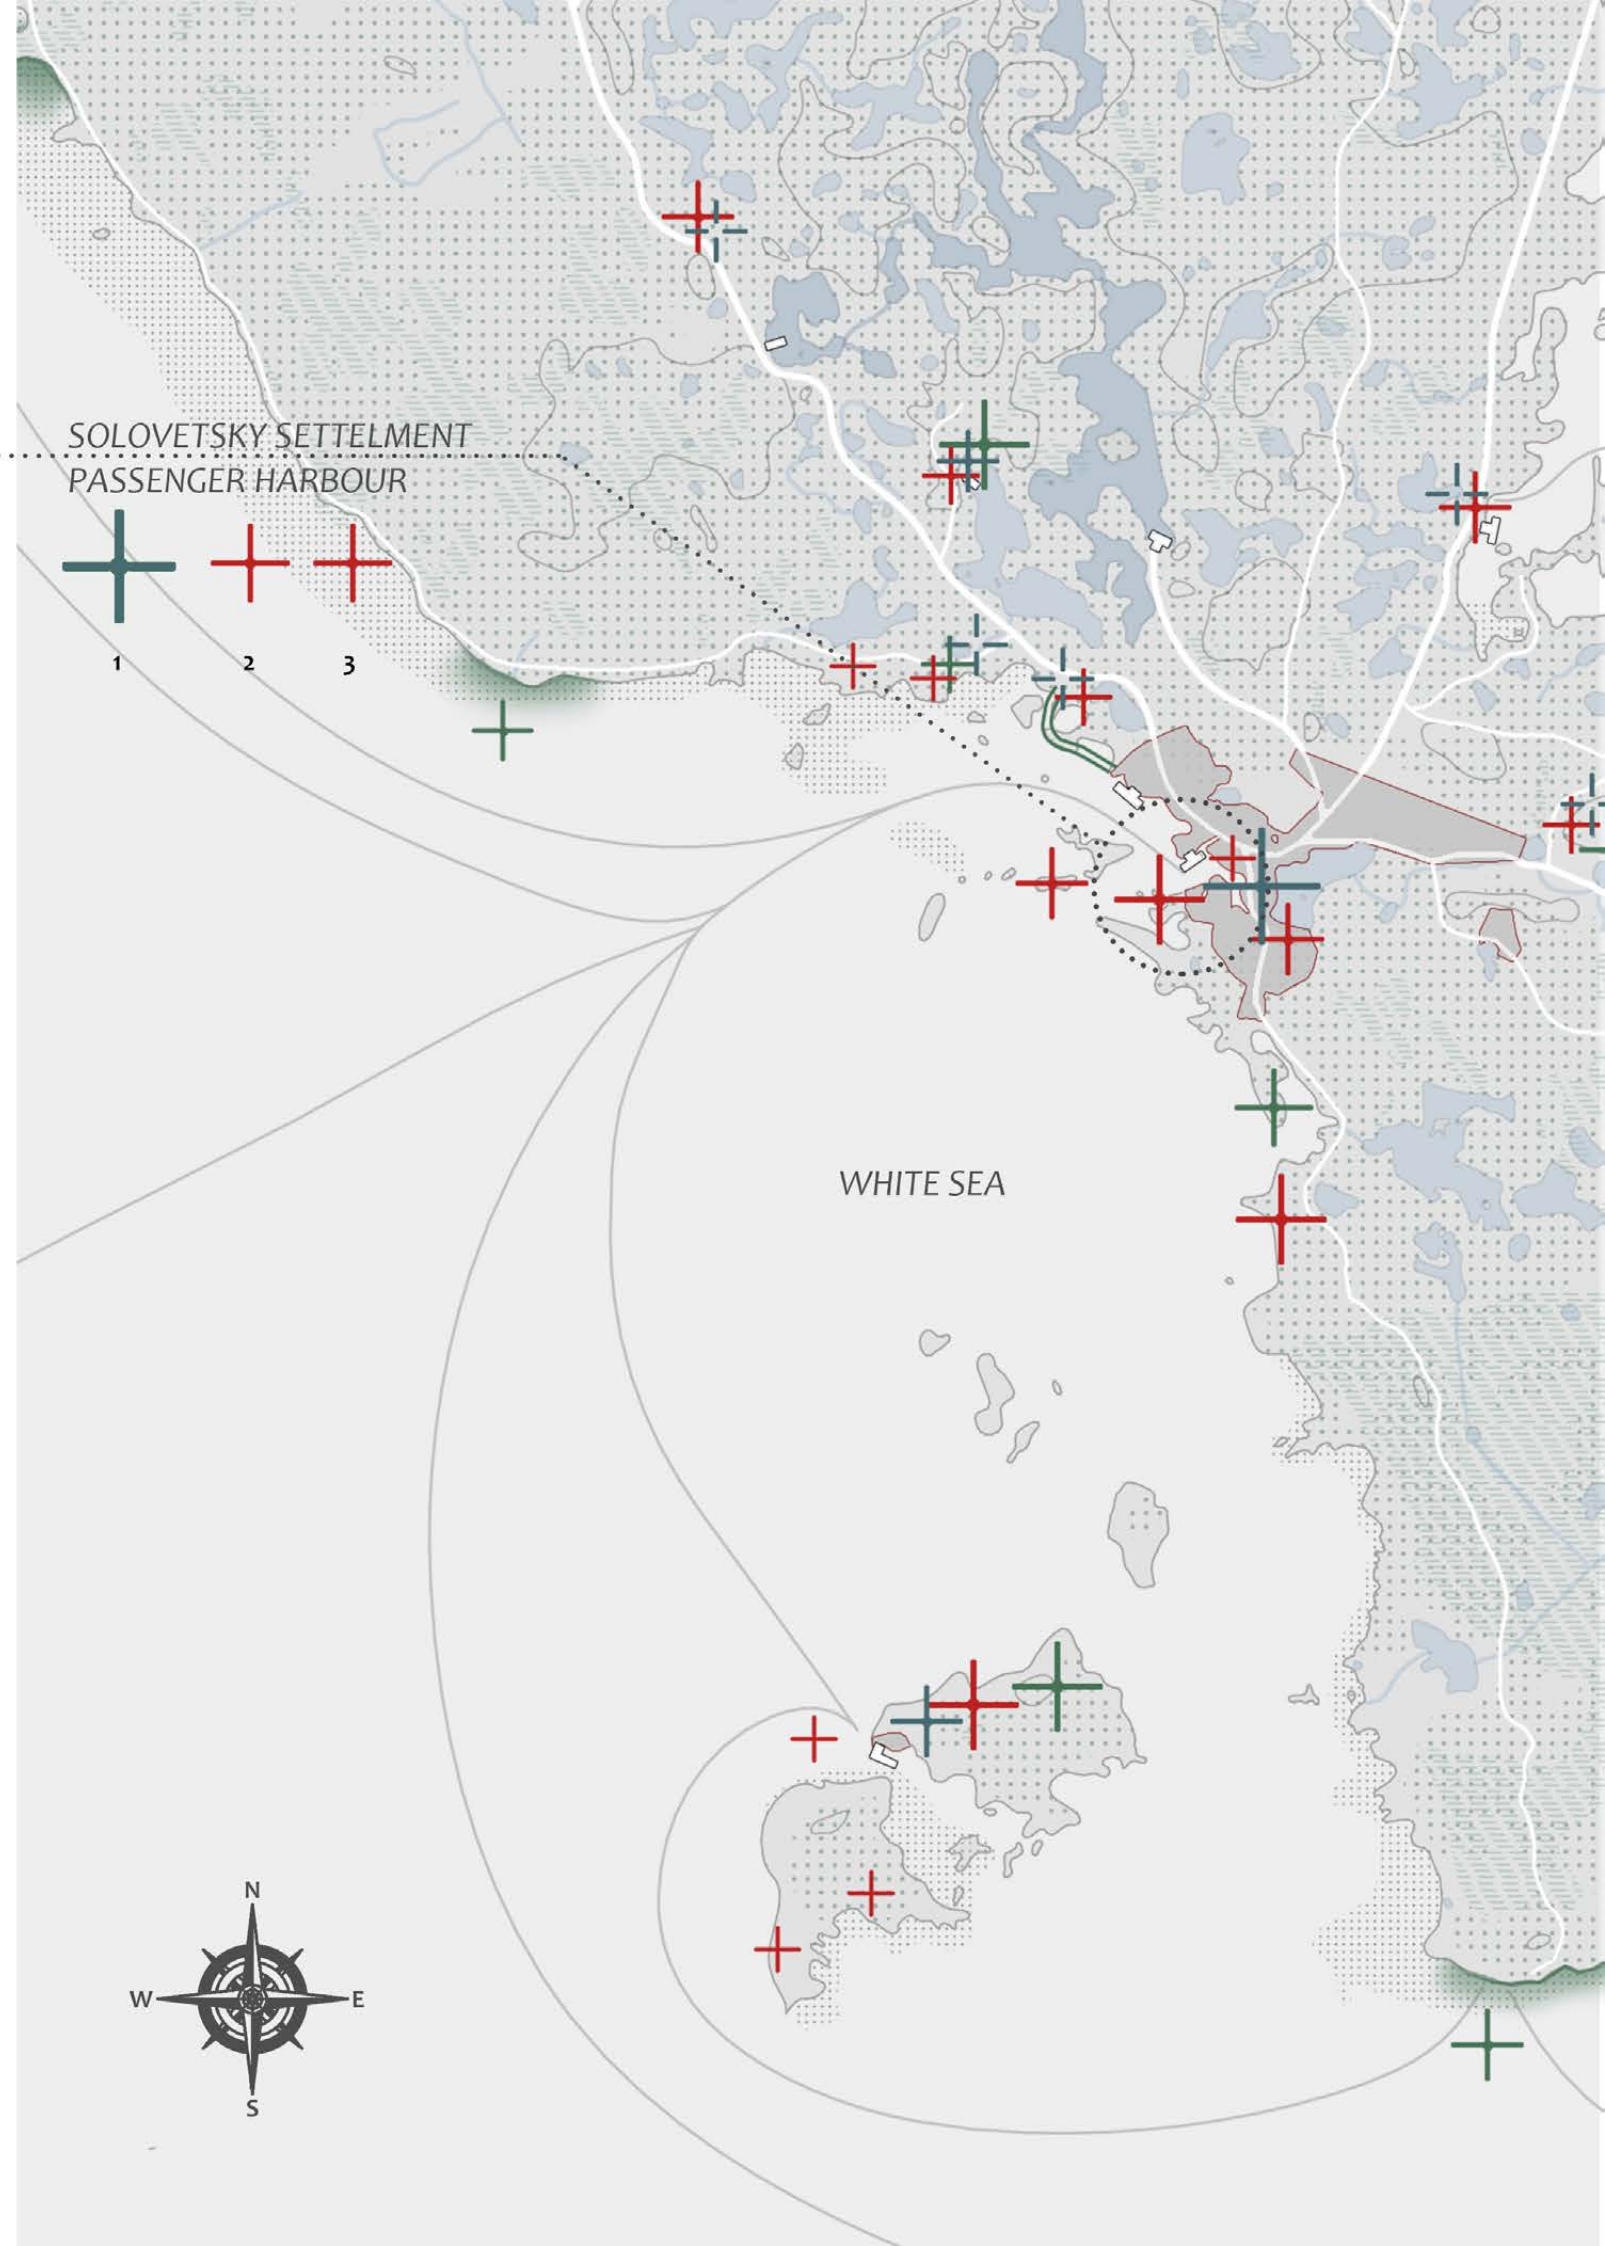 SOLOVETSKY SETTELMENT
PASSENGER HARBOUR
1 2 3
WHITE SEA
N
W E
S